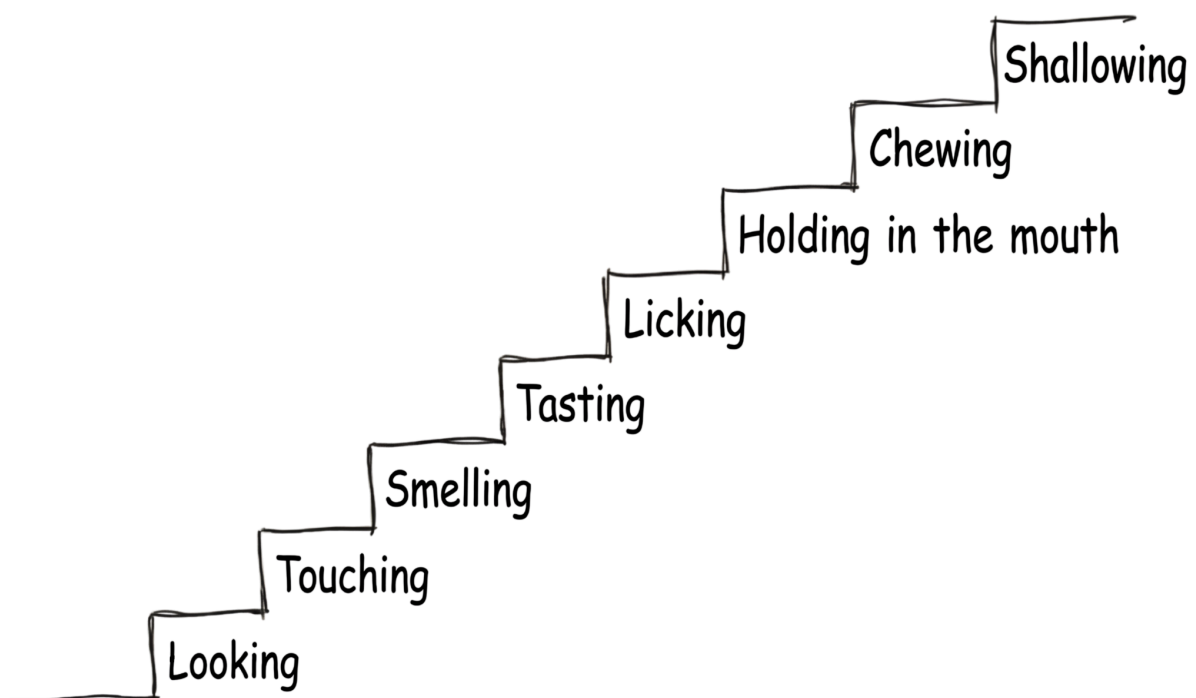 Shallowing
Chewing
Holding in the mouth
Licking
Tasting
Smelling
Touching
Looking